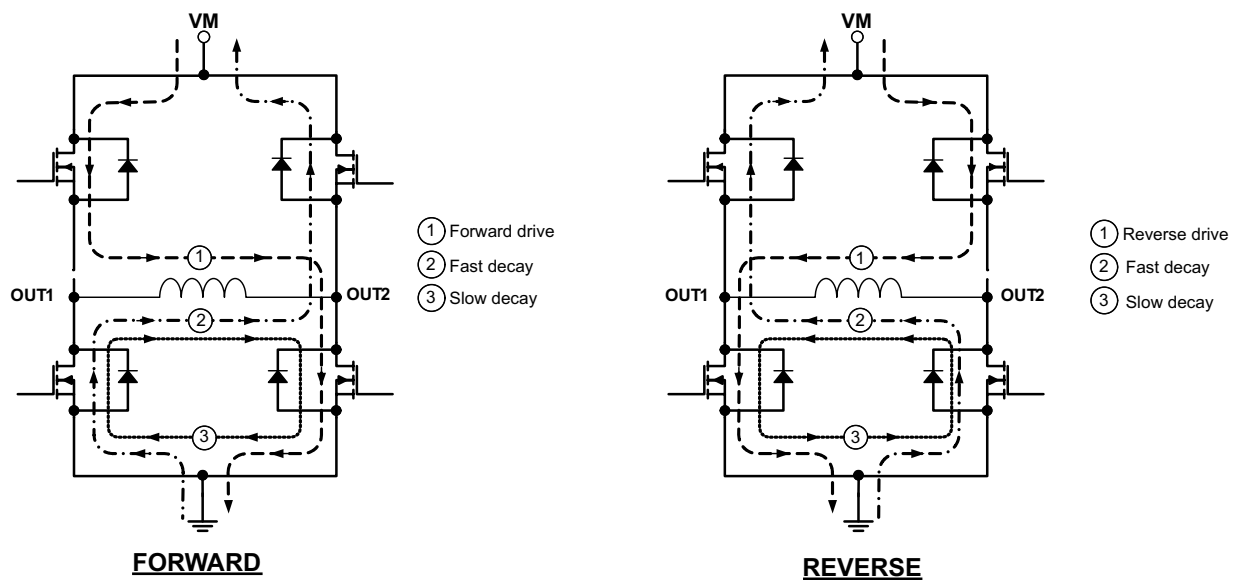 VM
1 Forward drive
2 Fast decay
3 Slow decay
1
OUT1
OUT2
2
3
FORWARD
VM
1 Reverse drive
2 Fast decay
3 Slow decay
1
OUT1
OUT2
2
3
REVERSE